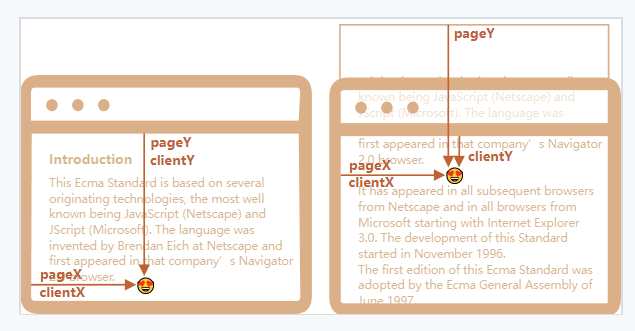 pageY
clientY
Introduction
This Ecma Standard is based on several
originating technologies, the most well
known being JavaScript (Netscape) and
JScript (Microsoft). The language was
invented by Brendan Eich at Netscape and
first appeared in that company’s Navigator
2.0 browser.
pageX
clientX
pageY
known being JavaScript (Netscape) and
JScript (Microsoft). The language was
first appeared in that company’s Navigator
2.0 browser.
clientY
pageX
clientX
It has appeared in all subsequent browsers
from Netscape and in all browsers from
Microsoft starting with Internet Explorer
3.0. The development of this Standard
started in November 1996.
The first edition of this Ecma Standard was
adopted by the Ecma General Assembly of
June 1997.